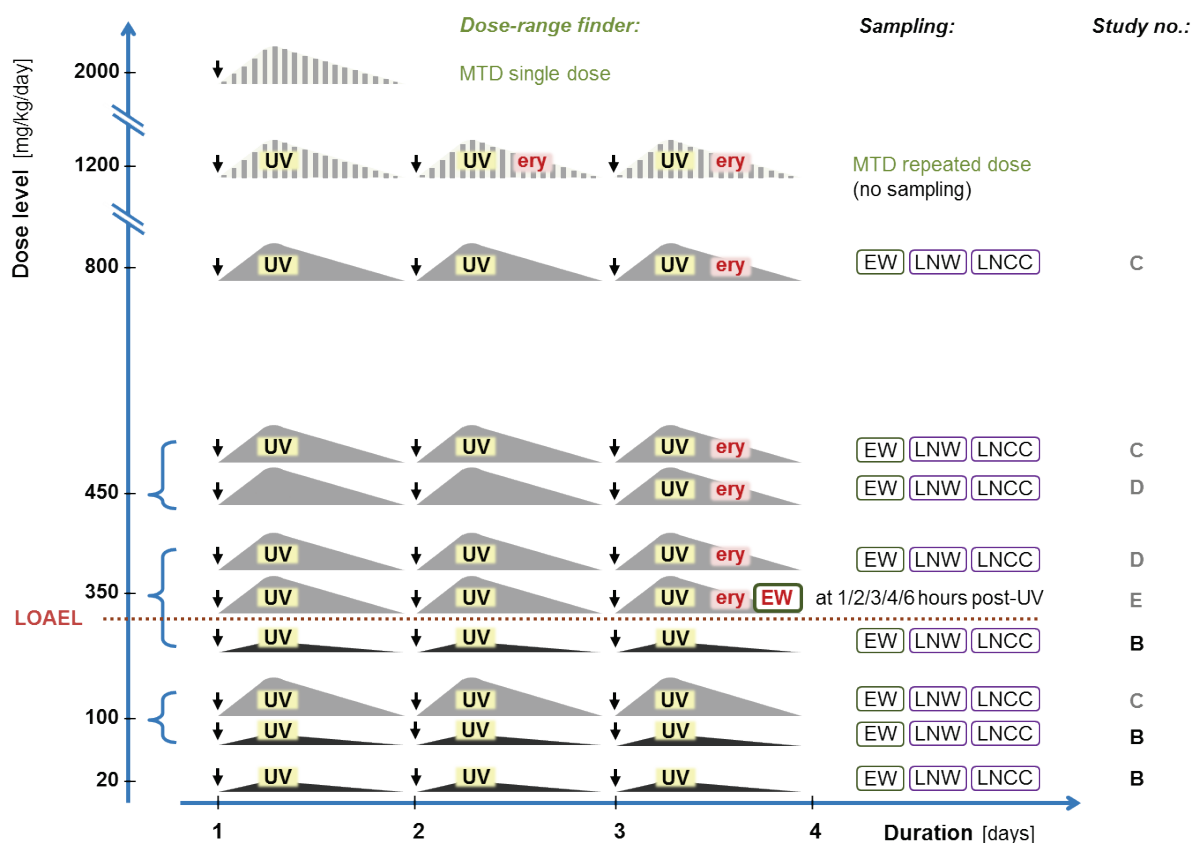 Dose-range finder: Sampling: Study no.:
Dose level [mg/kg/day]
2000 MTD single dose
1200 UV UV ery UV ery MTD repeated dose
(no sampling)
800 UV UV UV ery EW LNW LNCC C
UV UV UV ery EW LNW LNCC C
450 UV ery EW LNW LNCC D
UV UV UV ery EW LNW LNCC D
350 UV UV UV ery EW at 1/2/3/4/6 hours post-UV E
LOAEL
UV UV UV EW LNW LNCC B
UV UV UV EW LNW LNCC C
100 UV UV UV EW LNW LNCC B
20 UV UV UV EW LNW LNCC B
1 2 3 4 Duration [days]